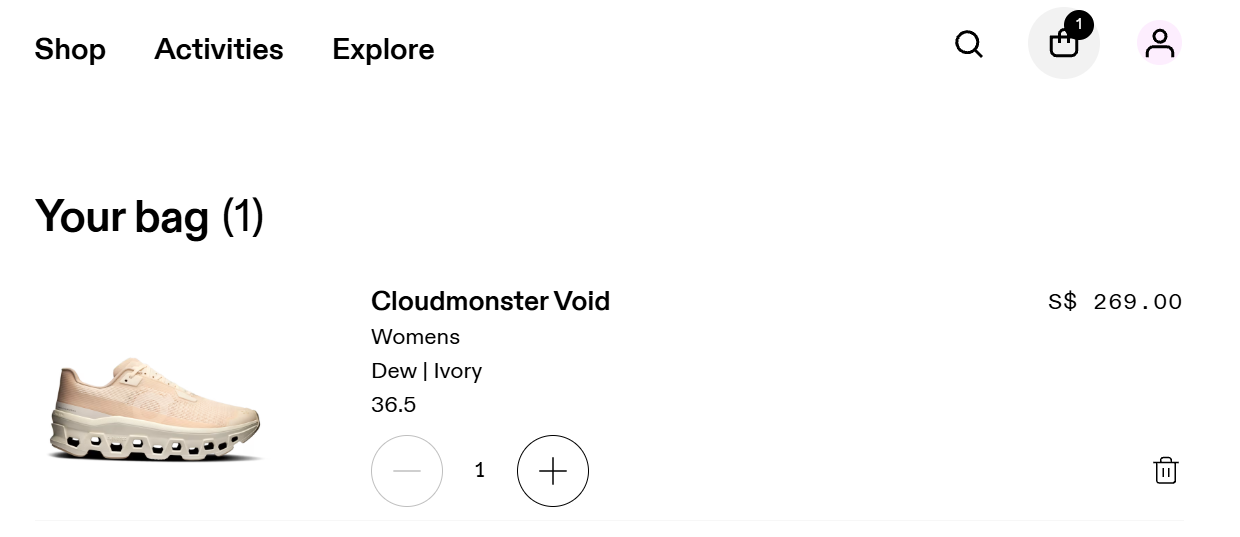 Shop Activities Explore
1
Your bag (1)
Cloudmonster Void
S$ 269.00
Womens
Dew | Ivory
36.5
1